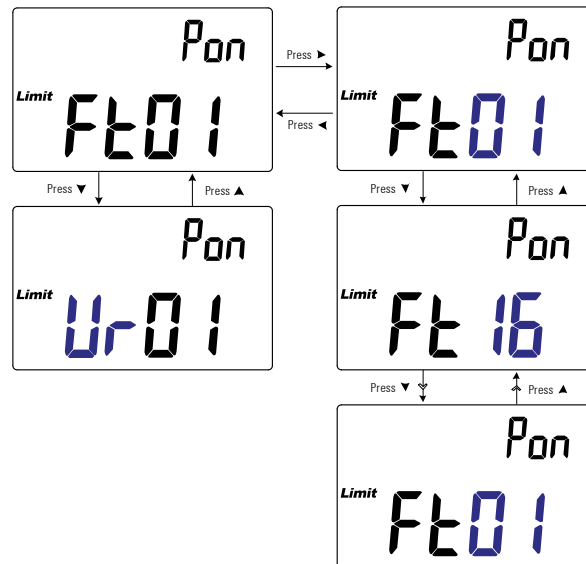 Pon
Limit Ft01
Press ►
Press ◄
Pon
Limit Ft01
Press ▼
Press ▲
Press ▼
Press ▲
Pon
Limit Ur01
Pon
Limit Ft 16
Press ▼
Press ▲
Pon
Limit Ft01